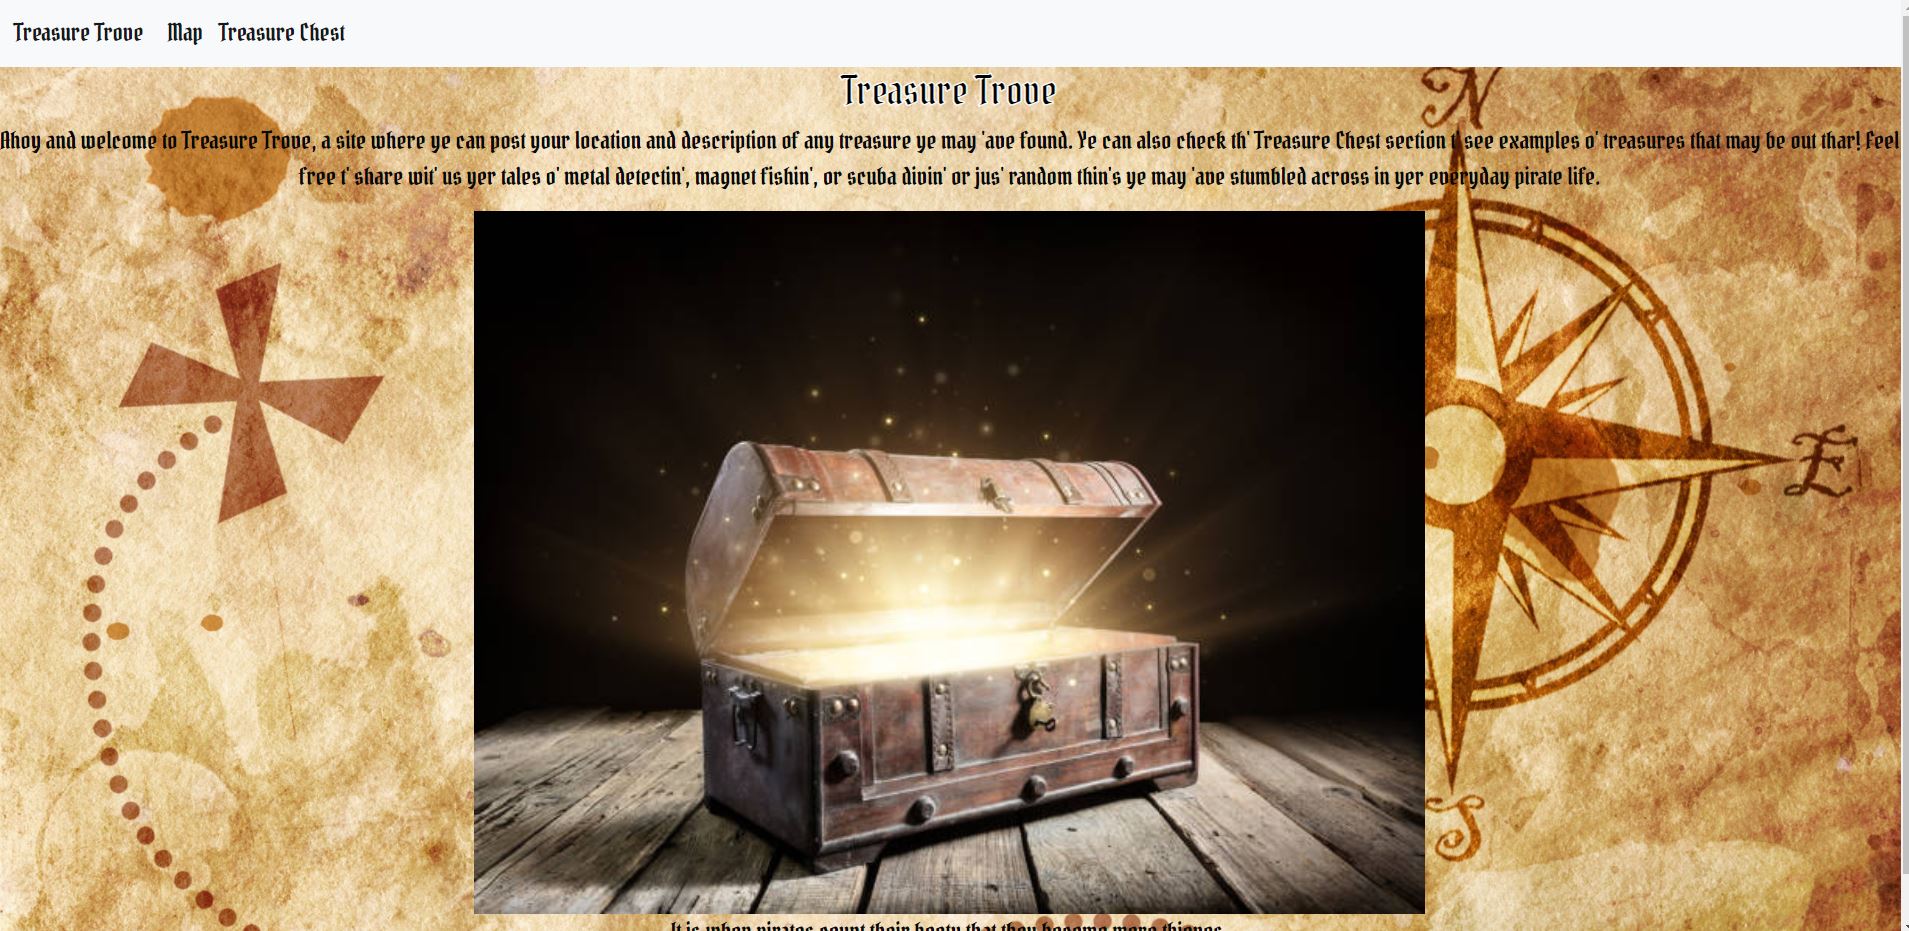 Treasure Trove Map Treasure Chest
Treasure Trove
Ahoy and welcome to Treasure Trove, a site where ye can post your location and description of any treasure ye may 'ave found. Ye can also check th' Treasure Chest section t' see examples o' treasures that may be out thar! Feel
free t' share wit' us yer tales o' metal detectin', magnet fishin', or scuba divin' or jus' random thin's ye may 'ave stumbled across in yer everyday pirate life.
N
E
S
It is when pirates count their booty that they become mere thieves